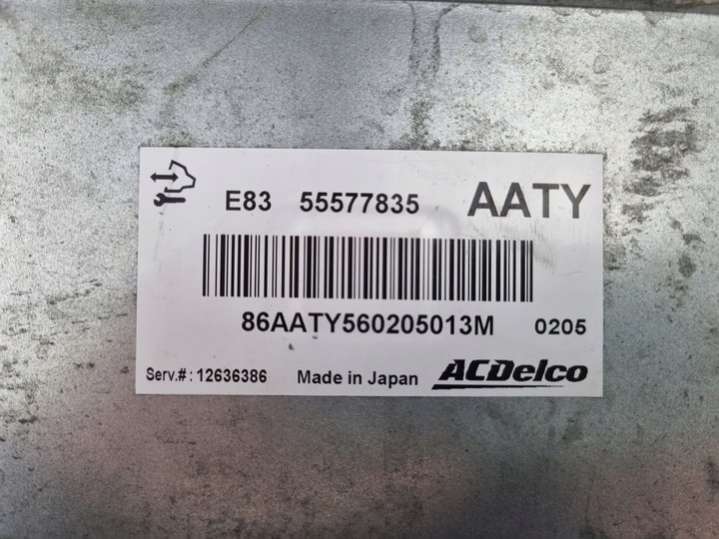 E83 55577835 AATY
86AATY560205013M 0205
Serv.#: 12636386 Made in Japan ACDelco